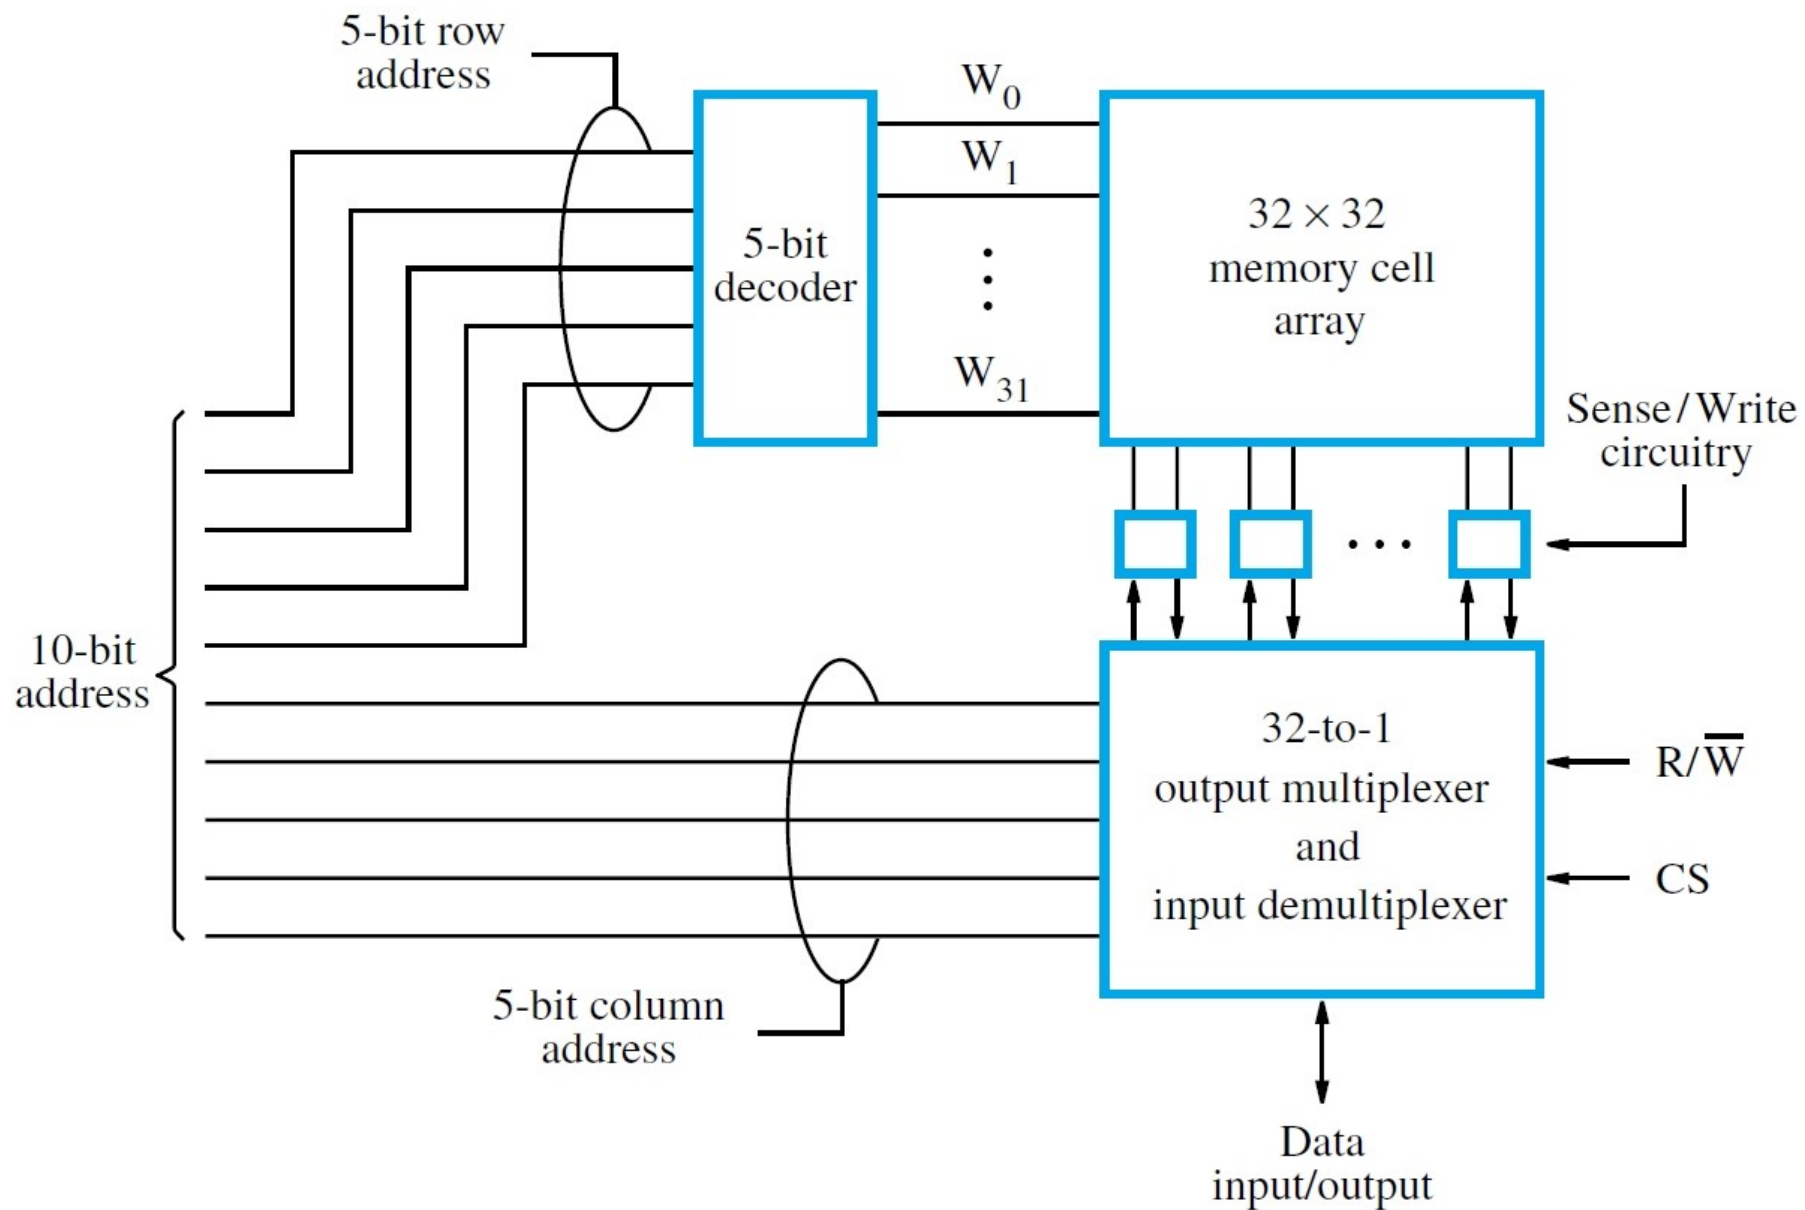 5-bit row
address
W0
W1
W31
5-bit
decoder
32 × 32
memory cell
array
Sense/Write
circuitry
10-bit
address
32-to-1
output multiplexer
and
input demultiplexer
R/W̅
CS
5-bit column
address
Data
input/output